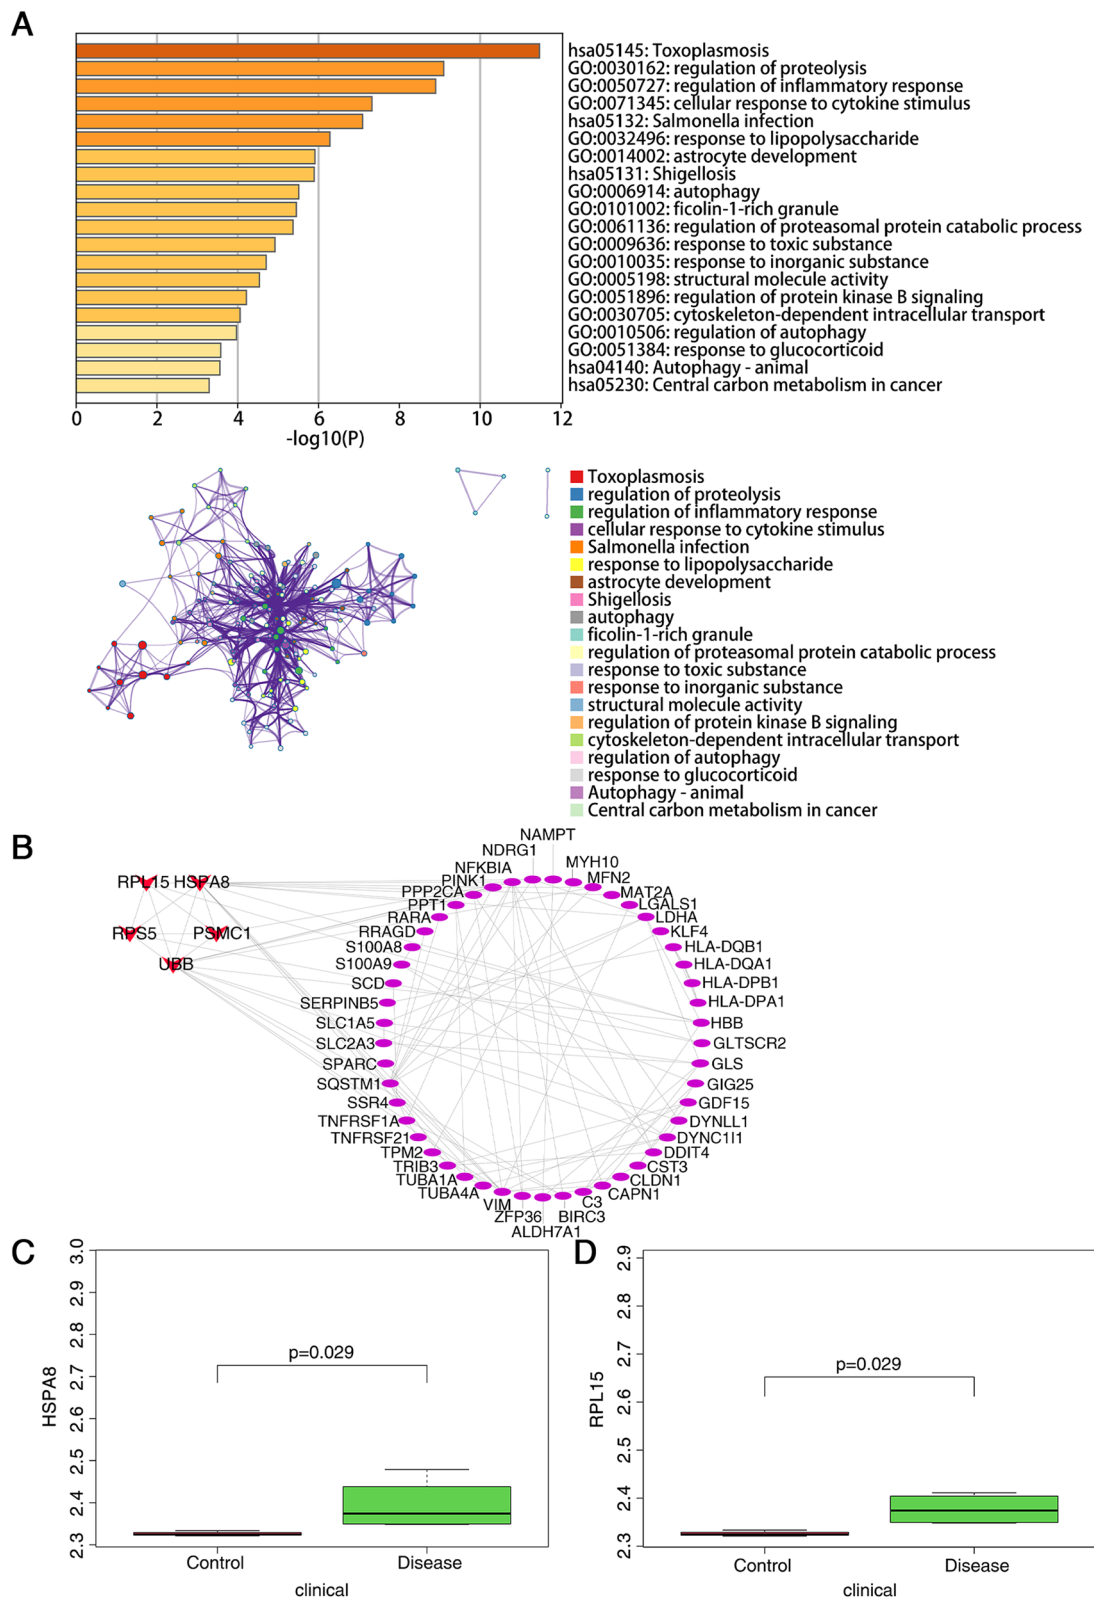 A
hsa05145: Toxoplasmosis
GO:0030162: regulation of proteolysis
GO:0050727: regulation of inflammatory response
GO:0071345: cellular response to cytokine stimulus
hsa05132: Salmonella infection
GO:0032496: response to lipopolysaccharide
GO:0014002: astrocyte development
hsa05131: Shigellosis
GO:0006914: autophagy
GO:0101002: ficolin-1-rich granule
GO:0061136: regulation of proteasomal protein catabolic process
GO:0009636: response to toxic substance
GO:0010035: response to inorganic substance
GO:0005198: structural molecule activity
GO:0051896: regulation of protein kinase B signaling
GO:0030705: cytoskeleton-dependent intracellular transport
GO:0010506: regulation of autophagy
GO:0051384: response to glucocorticoid
hsa04140: Autophagy - animal
hsa05230: Central carbon metabolism in cancer
0 2 4 6 8 10 12
-log10(P)
Toxoplasmosis
regulation of proteolysis
regulation of inflammatory response
cellular response to cytokine stimulus
Salmonella infection
response to lipopolysaccharide
astrocyte development
Shigellosis
autophagy
ficolin-1-rich granule
regulation of proteasomal protein catabolic process
response to toxic substance
response to inorganic substance
structural molecule activity
regulation of protein kinase B signaling
cytoskeleton-dependent intracellular transport
regulation of autophagy
response to glucocorticoid
Autophagy - animal
Central carbon metabolism in cancer
B
RPL15 HSPA8
RPS5 PSMC1
UBB
NAMPT
NDRG1
NFKBIA
PINK1
PPP2CA
PPT1
RARA
RRAGD
S100A8
S100A9
SCD
SERPINB5
SLC1A5
SLC2A3
SPARC
SQSTM1
SSR4
TNFRSF1A
TNFRSF21
TPM2
TRIB3
TUBA1A
TUBA4A
VIM
ZFP36
ALDH7A1
BIRC3
C3
CAPN1
CLDN1
CST3
DDIT4
DYNC1I1
DYNLL1
GDF15
GIG25
GLS
GLTSCR2
HBB
HLA-DPA1
HLA-DPB1
HLA-DQA1
HLA-DQB1
KLF4
LDHA
LGALS1
MAT2A
MFN2
MYH10
C
HSPA8
3.0
2.9
2.8
2.7
2.6
2.5
2.4
2.3
p=0.029
Control Disease
clinical
D
RPL15
2.9
2.8
2.7
2.6
2.5
2.4
2.3
p=0.029
Control Disease
clinical